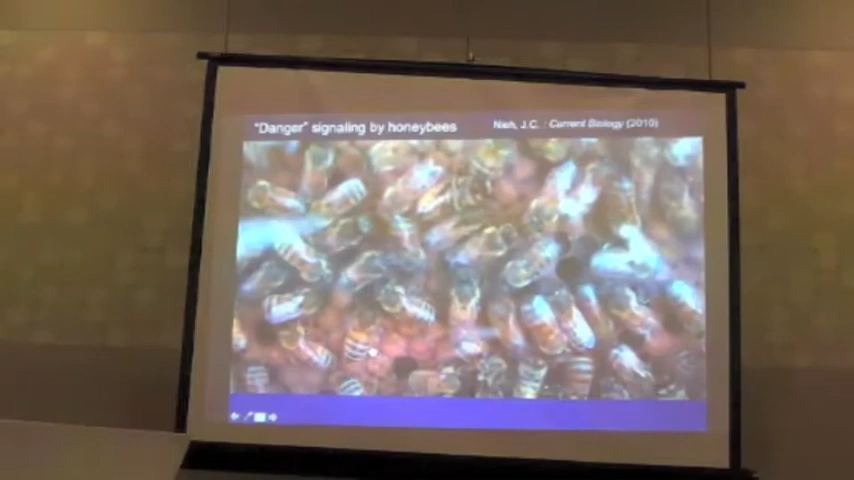 "Danger" signaling by honeybees
Nieh, J.C. Current Biology (2010)